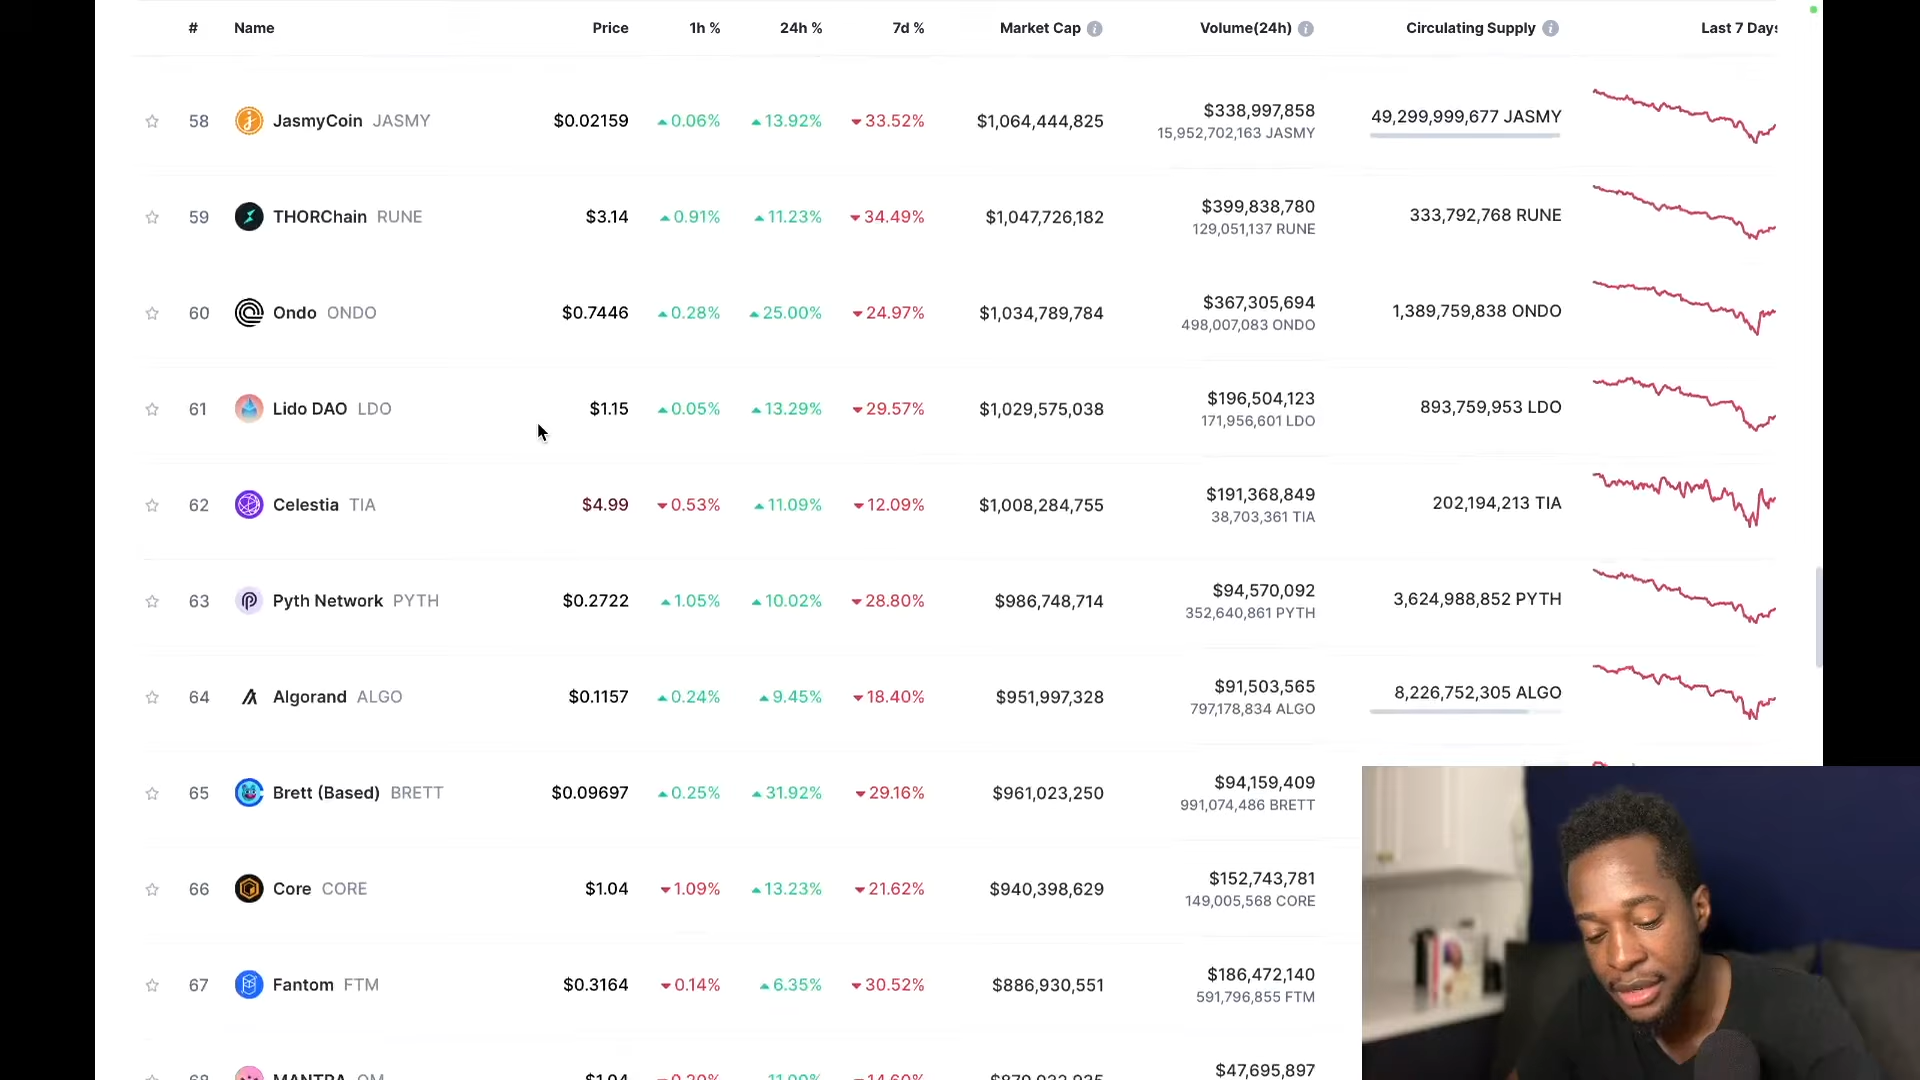 # Name Price 1h % 24h % 7d % Market Cap Volume(24h) Circulating Supply Last 7 Days
58 JasmyCoin JASMY $0.02159 0.06% 13.92% 33.52% $1,064,444,825 $338,997,858 49,299,999,677 JASMY
15,952,702,163 JASMY
59 THORChain RUNE $3.14 0.91% 11.23% 34.49% $1,047,726,182 $399,838,780 333,792,768 RUNE
129,051,137 RUNE
60 Ondo ONDO $0.7446 0.28% 25.00% 24.97% $1,034,789,784 $367,305,694 1,389,759,838 ONDO
498,007,083 ONDO
61 Lido DAO LDO $1.15 0.05% 13.29% 29.57% $1,029,575,038 $196,504,123 893,759,953 LDO
171,956,601 LDO
62 Celestia TIA $4.99 0.53% 11.09% 12.09% $1,008,284,755 $191,368,849 202,194,213 TIA
38,703,361 TIA
63 Pyth Network PYTH $0.2722 1.05% 10.02% 28.80% $986,748,714 $94,570,092 3,624,988,852 PYTH
352,640,861 PYTH
64 Algorand ALGO $0.1157 0.24% 9.45% 18.40% $951,997,328 $91,503,565 8,226,752,305 ALGO
797,178,834 ALGO
65 Brett (Based) BRETT $0.09697 0.25% 31.92% 29.16% $961,023,250 $94,159,409
991,074,486 BRETT
66 Core CORE $1.04 1.09% 13.23% 21.62% $940,398,629 $152,743,781
149,005,568 CORE
67 Fantom FTM $0.3164 0.14% 6.35% 30.52% $886,930,551 $186,472,140
591,796,855 FTM
68 MANTRA OM $1.04 $47,695,897